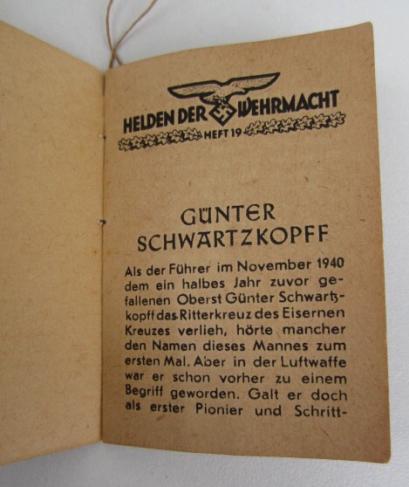 HELDEN DER WEHRMACHT
HEFT 19
GÜNTER
SCHWARTZKOPFF
Als der Führer im November 1940
dem ein halbes Jahr zuvor ge-
fallenen Oberst Günter Schwartz-
kopff das Ritterkreuz des Eisernen
Kreuzes verlieh, hörte mancher
den Namen dieses Mannes zum
ersten Mal. Aber in der Luftwaffe
war er schon vorher zu einem
Begriff geworden. Galt er doch
als erster Pionier und Schritt-